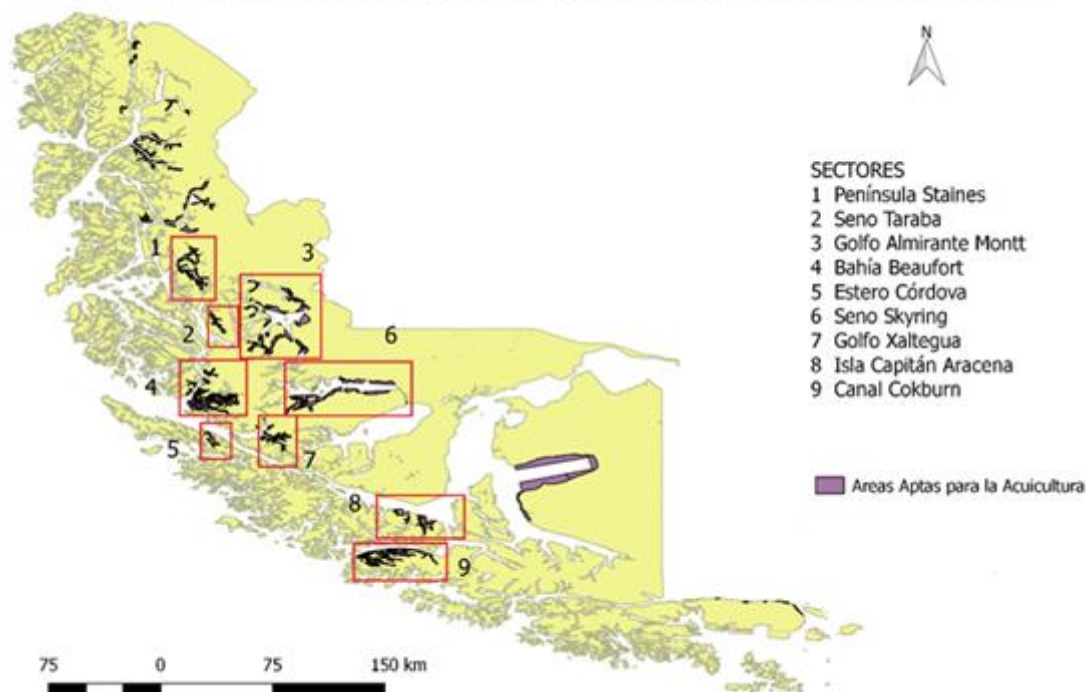 N
SECTORES
1 Península Staines
2 Seno Taraba
3 Golfo Almirante Montt
4 Bahía Beaufort
5 Estero Córdova
6 Seno Skyring
7 Golfo Xaltegua
8 Isla Capitán Aracena
9 Canal Cokburn
Areas Aptas para la Acuicultura
1
3
2
6
4
5
7
8
9
75 0 75 150 km